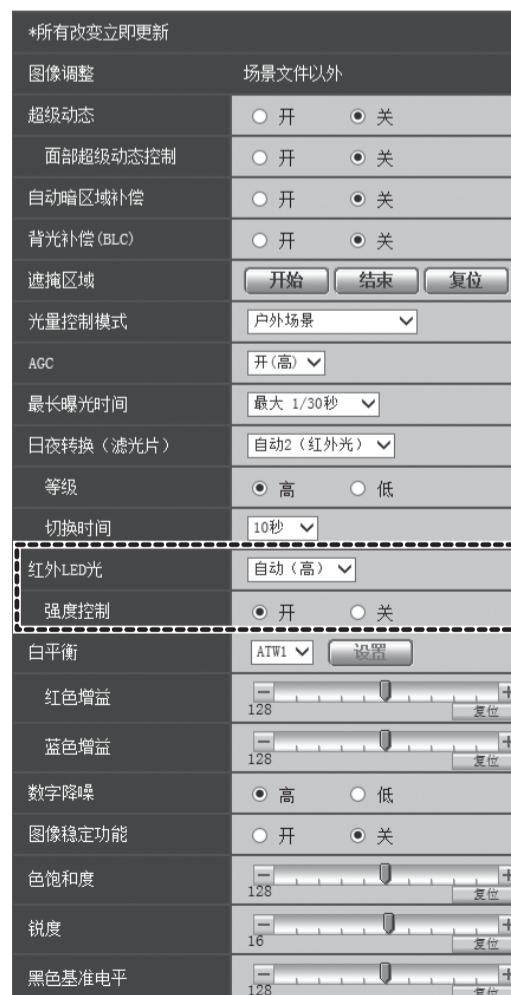 *所有改变立即更新
图像调整 场景文件以外
超级动态 开 关
面部超级动态控制 开 关
自动暗区域补偿 开 关
背光补偿(BLC) 开 关
遮掩区域 开始 结束 复位
光量控制模式 户外场景
AGC 开(高)
最长曝光时间 最大 1/30秒
日夜转换（滤光片） 自动2（红外光）
等级 高 低
切换时间 10秒
红外LED光 自动（高）
强度控制 开 关
白平衡 ATW1 设置
红色增益 128 复位
蓝色增益 128 复位
数字降噪 高 低
图像稳定功能 开 关
色饱和度 128 复位
锐度 16 复位
黑色基准电平 128 复位